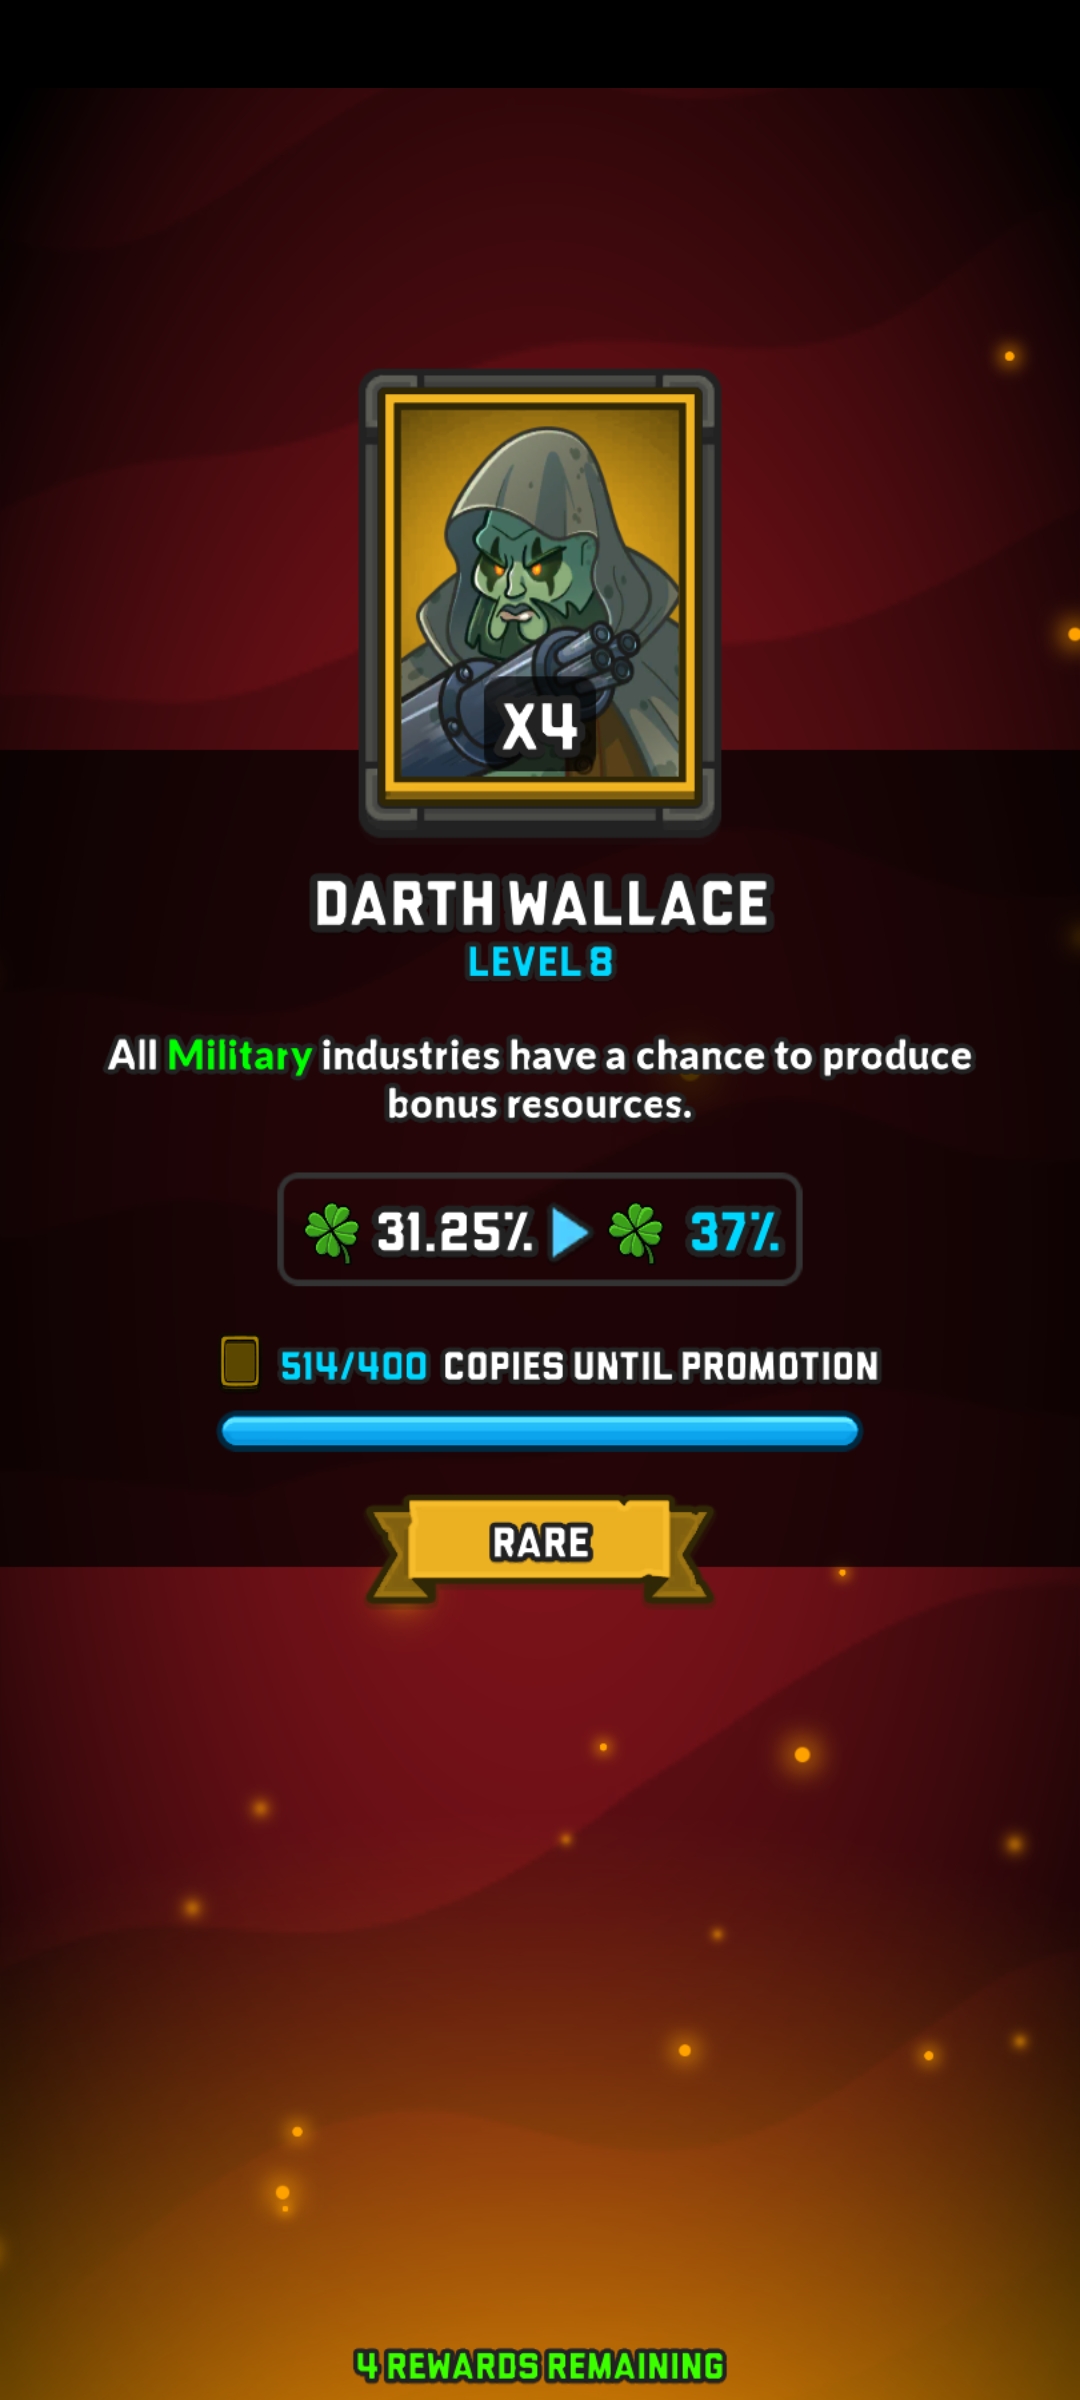 X4
DARTH WALLACE
LEVEL 8
All Military industries have a chance to produce
bonus resources.
31.25% 37%
514/400 COPIES UNTIL PROMOTION
RARE
4 REWARDS REMAINING